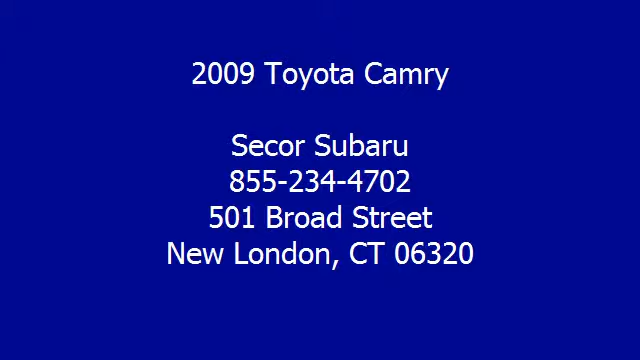 2009 Toyota Camry
Secor Subaru
855-234-4702
501 Broad Street
New London, CT 06320